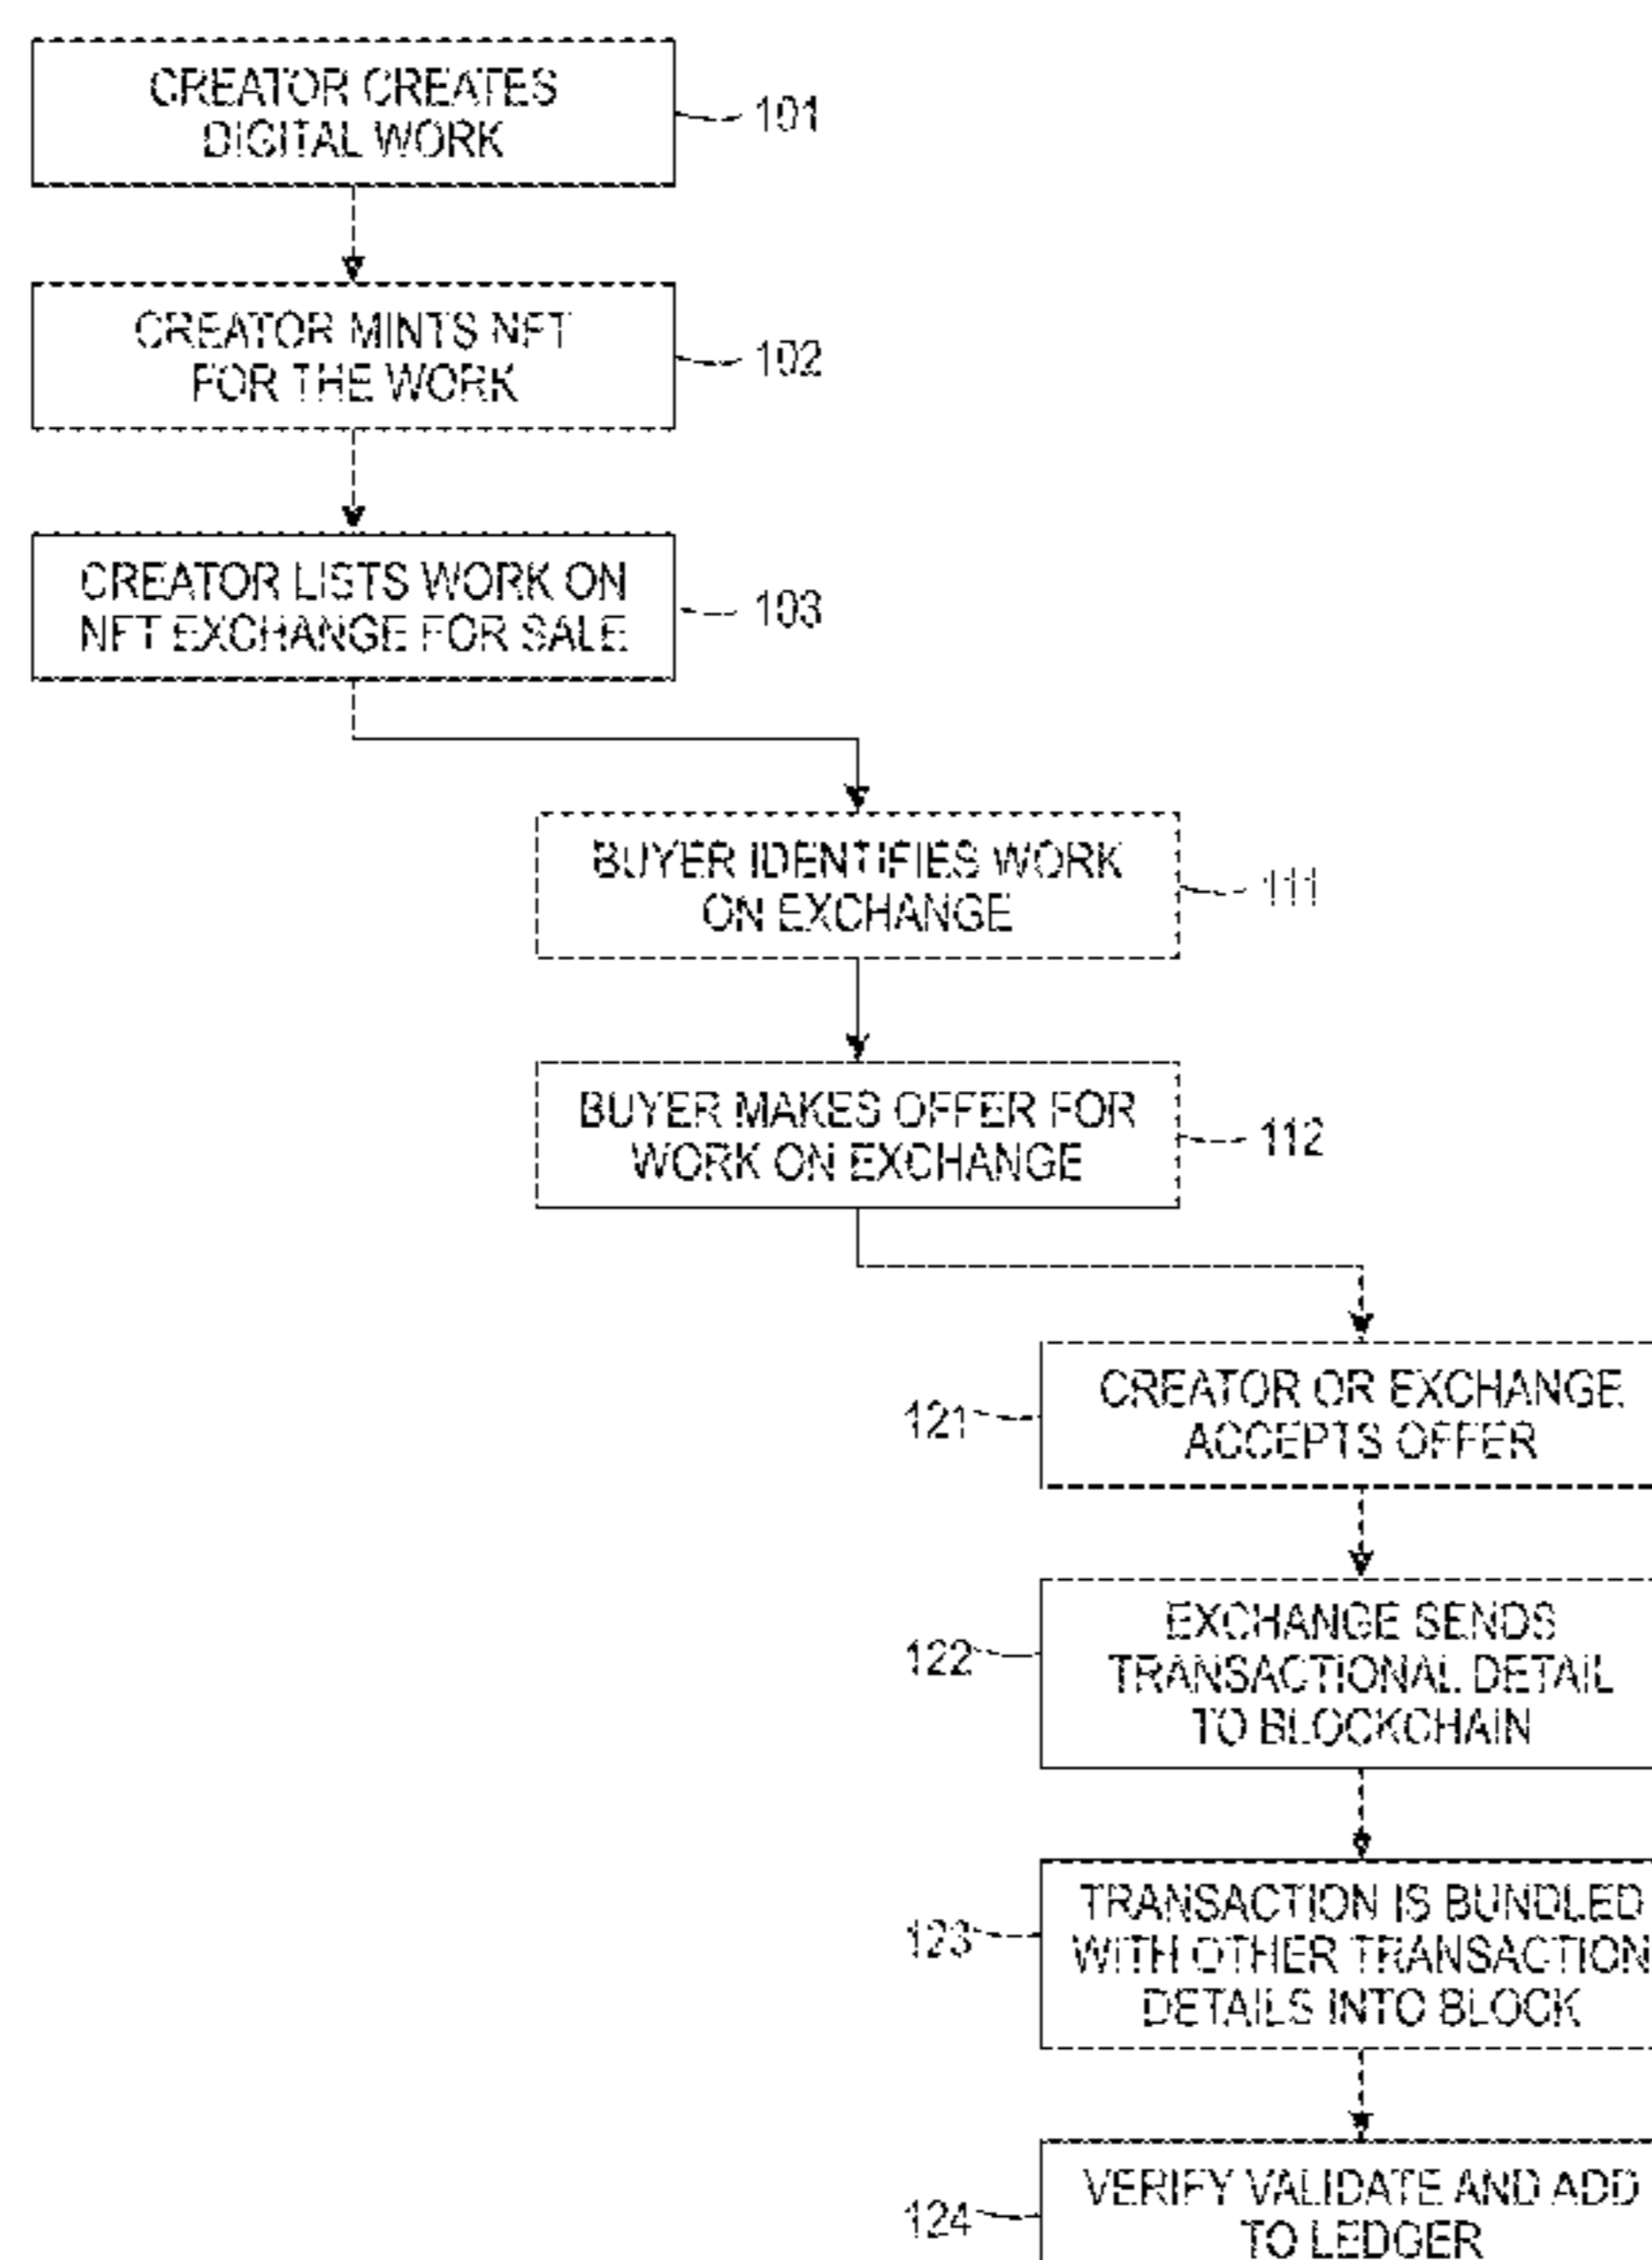 CREATOR CREATES
DIGITAL WORK
101
CREATOR MINTS NFT
FOR THE WORK
102
CREATOR LISTS WORK ON
NFT EXCHANGE FOR SALE
103
BUYER IDENTIFIES WORK
ON EXCHANGE
111
BUYER MAKES OFFER FOR
WORK ON EXCHANGE
112
CREATOR OR EXCHANGE
ACCEPTS OFFER
121
EXCHANGE SENDS
TRANSACTIONAL DETAIL
TO BLOCKCHAIN
122
TRANSACTION IS BUNDLED
WITH OTHER TRANSACTION
DETAILS INTO BLOCK
123
VERIFY VALIDATE AND ADD
TO LEDGER
124